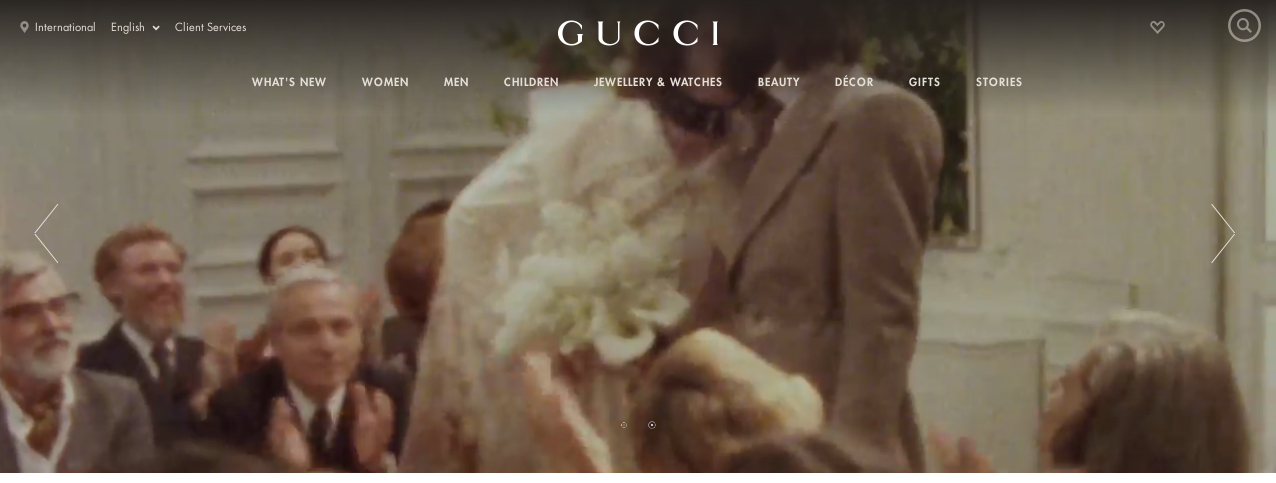 International English Client Services
GUCCI
WHAT'S NEW WOMEN MEN CHILDREN JEWELLERY & WATCHES BEAUTY DÉCOR GIFTS STORIES